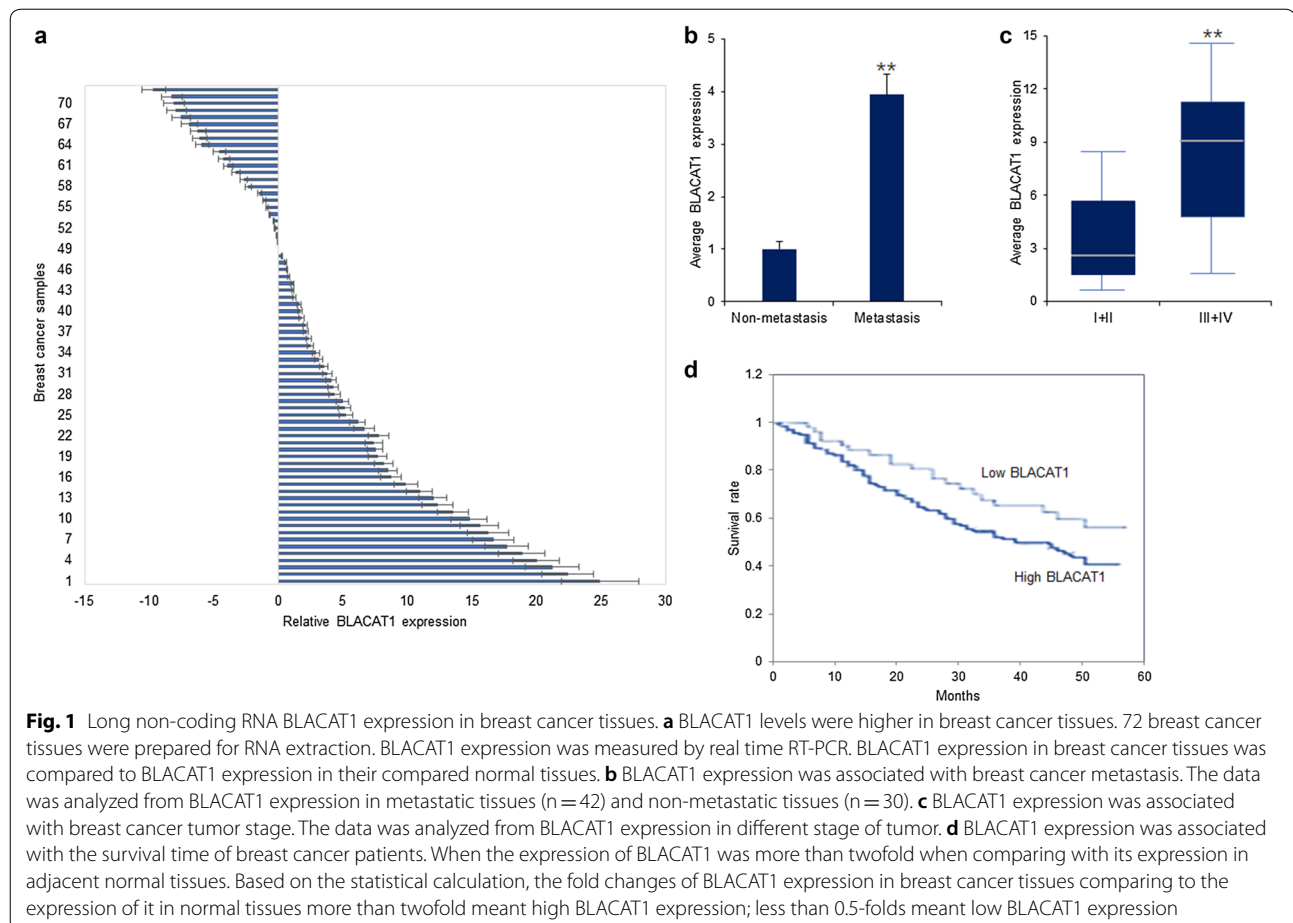 a
70
67
64
61
58
55
52
49
46
43
40
37
34
31
28
25
22
19
16
13
10
7
4
1
Breast cancer samples
-15 -10 -5 0 5 10 15 20 25 30
Relative BLACAT1 expression
b
5
4
3
2
1
0
Average BLACAT1 expression
**
Non-metastasis Metastasis
c
15
12
9
6
3
0
Average BLACAT1 expression
**
I+II III+IV
d
1.2
1
0.8
0.6
0.4
0.2
0
Survival rate
Low BLACAT1
High BLACAT1
0 10 20 30 40 50 60
Months
Fig. 1 Long non-coding RNA BLACAT1 expression in breast cancer tissues. a BLACAT1 levels were higher in breast cancer tissues. 72 breast cancer
tissues were prepared for RNA extraction. BLACAT1 expression was measured by real time RT-PCR. BLACAT1 expression in breast cancer tissues was
compared to BLACAT1 expression in their compared normal tissues. b BLACAT1 expression was associated with breast cancer metastasis. The data
was analyzed from BLACAT1 expression in metastatic tissues (n = 42) and non-metastatic tissues (n = 30). c BLACAT1 expression was associated
with breast cancer tumor stage. The data was analyzed from BLACAT1 expression in different stage of tumor. d BLACAT1 expression was associated
with the survival time of breast cancer patients. When the expression of BLACAT1 was more than twofold when comparing with its expression in
adjacent normal tissues. Based on the statistical calculation, the fold changes of BLACAT1 expression in breast cancer tissues comparing to the
expression of it in normal tissues more than twofold meant high BLACAT1 expression; less than 0.5-folds meant low BLACAT1 expression